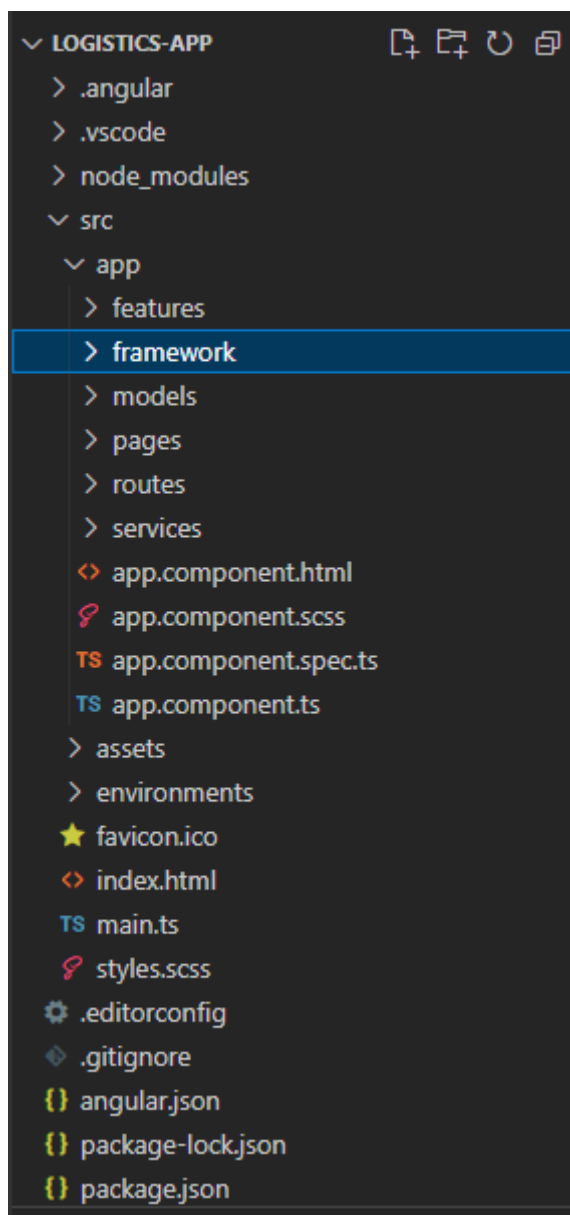 LOGISTICS-APP
.angular
.vscode
node_modules
src
app
features
framework
models
pages
routes
services
<> app.component.html
app.component.scss
TS app.component.spec.ts
TS app.component.ts
assets
environments
favicon.ico
<> index.html
TS main.ts
styles.scss
.editorconfig
.gitignore
{} angular.json
{} package-lock.json
{} package.json